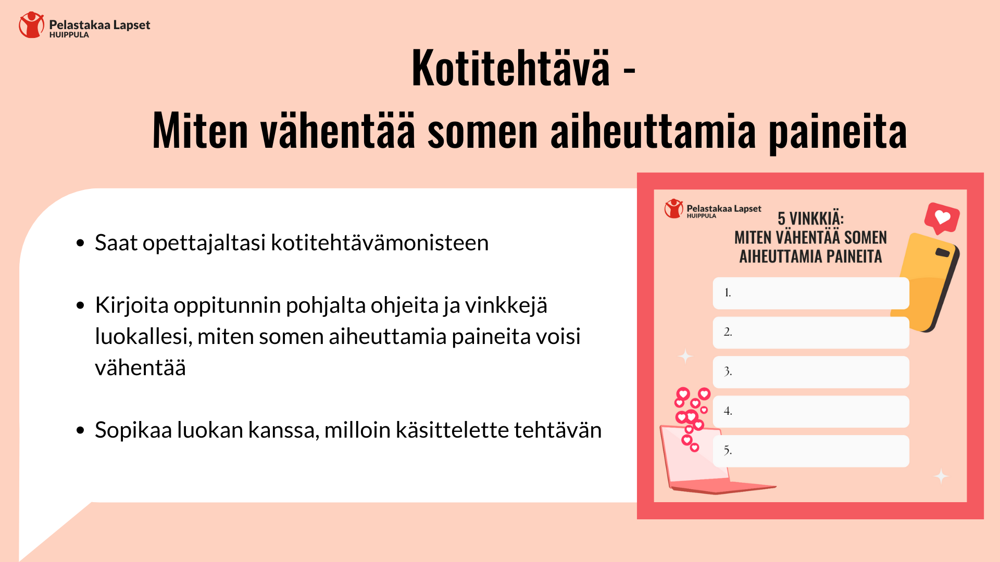 Pelastakaa Lapset
HUIPPULA
Kotitehtävä -
Miten vähentää somen aiheuttamia paineita
• Saat opettajaltasi kotitehtävämonisteen
• Kirjoita oppitunnin pohjalta ohjeita ja vinkkejä
luokallesi, miten somen aiheuttamia paineita voisi
vähentää
• Sopikaa luokan kanssa, milloin käsittelette tehtävän
Pelastakaa Lapset
HUIPPULA
5 VINKKIÄ:
MITEN VÄHENTÄÄ SOMEN
AIHEUTTAMIA PAINEITA
1.
2.
3.
4.
5.